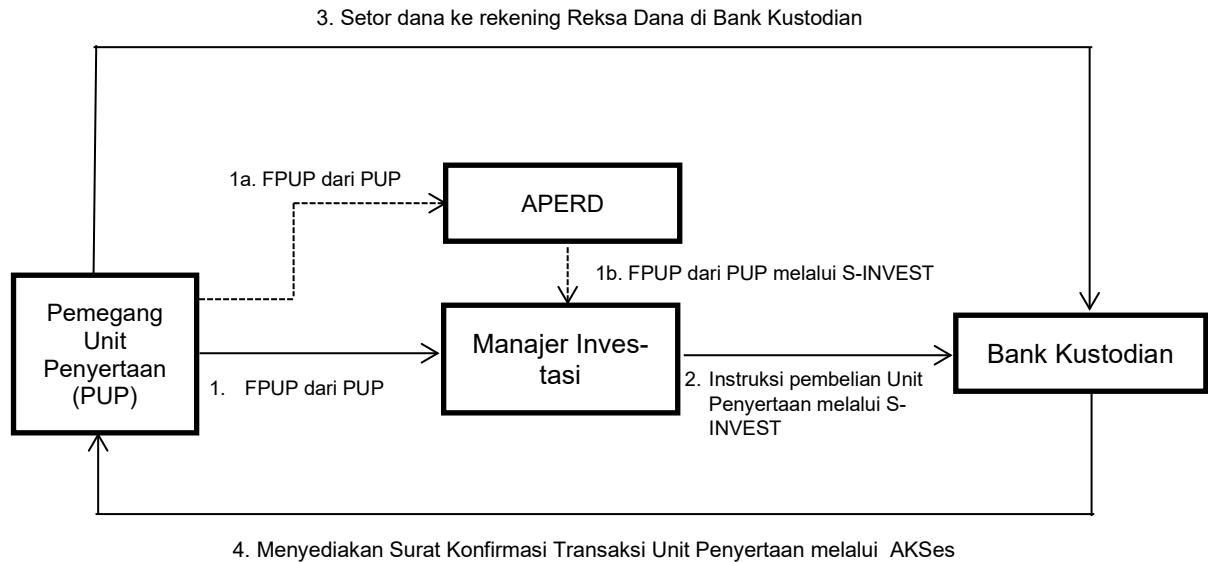 3. Setor dana ke rekening Reksa Dana di Bank Kustodian
1a. FPUP dari PUP
APERD
1b. FPUP dari PUP melalui S-INVEST
Pemegang
Unit
Penyertaan
(PUP)
1. FPUP dari PUP
Manajer Inves-
tasi
2. Instruksi pembelian Unit
Penyertaan melalui S-
INVEST
Bank Kustodian
4. Menyediakan Surat Konfirmasi Transaksi Unit Penyertaan melalui AKSes